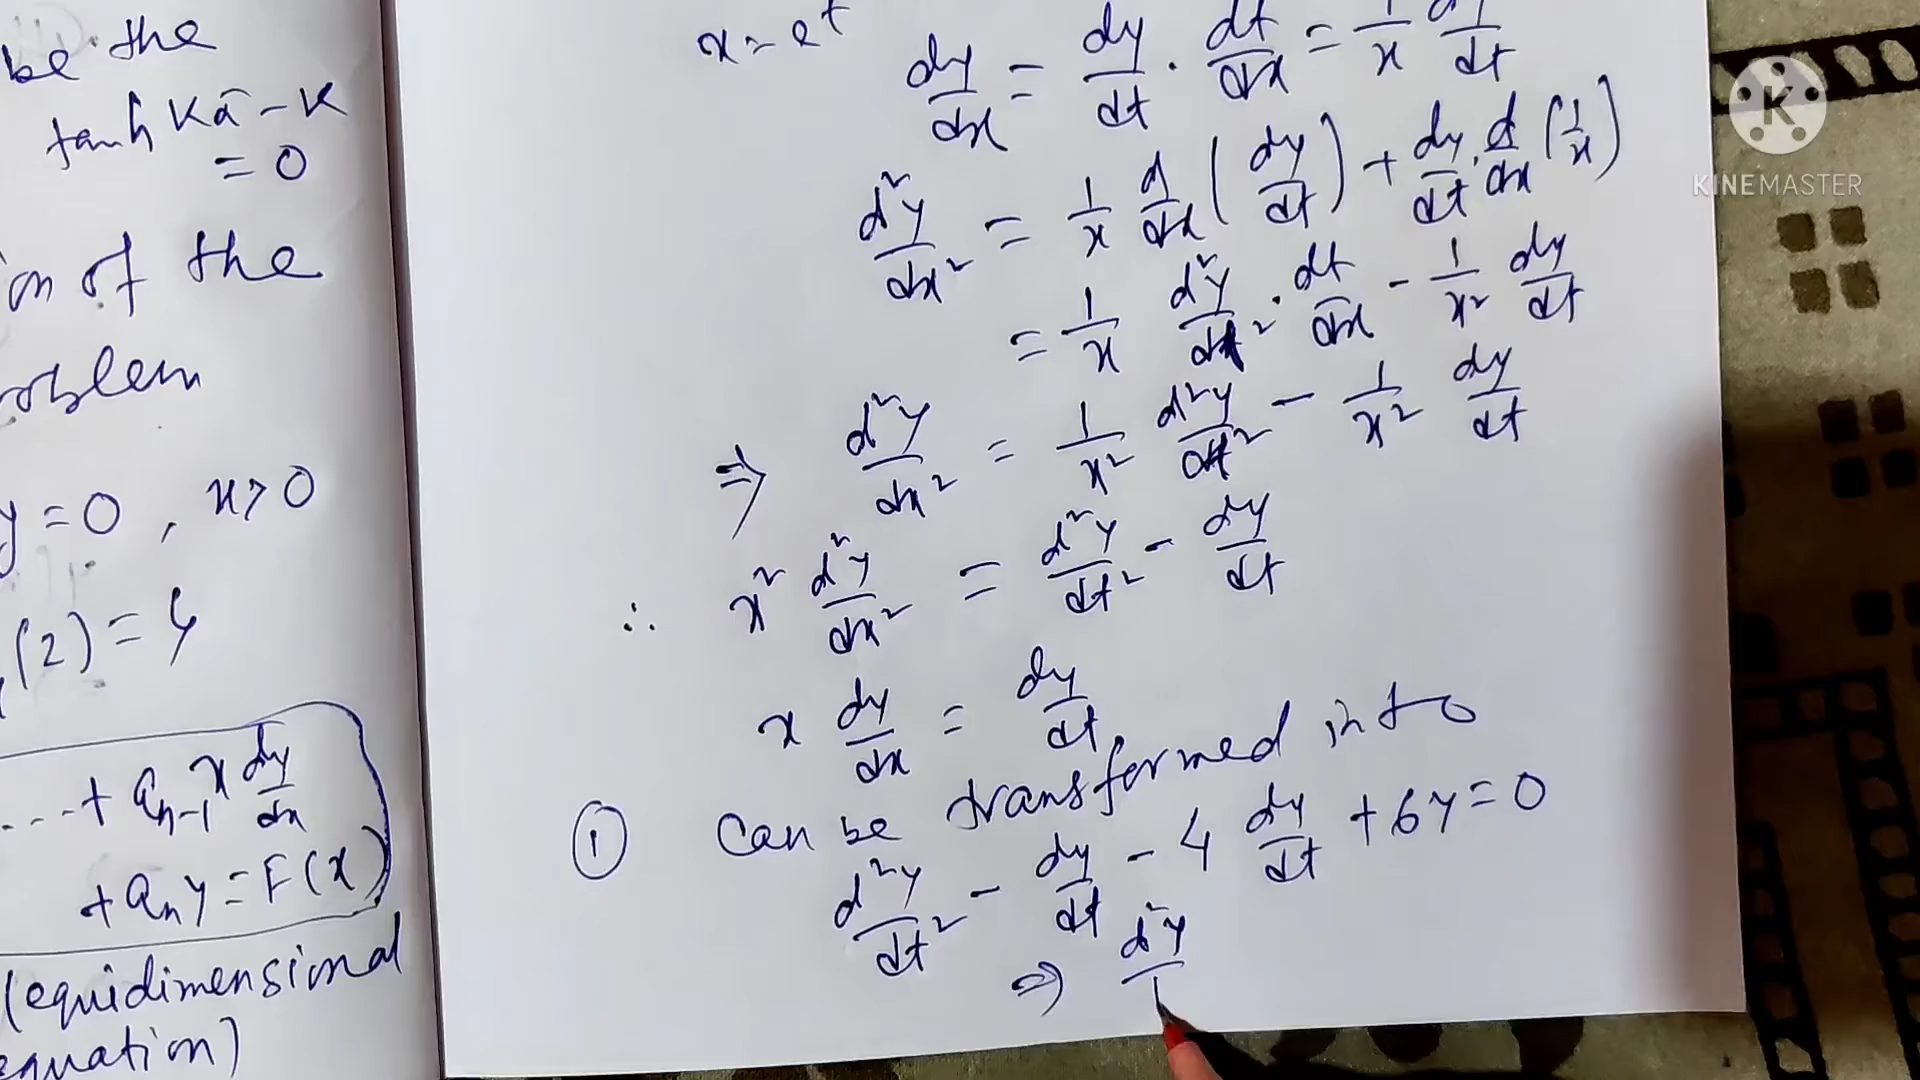 be the
tanh Kα - K
= 0
on of the
roblem
y = 0 , x > 0
(2) = 4
....+ a_{n-1} x dy/dx
+ a_n y = F(x)
(equidimensional
equation)
x = e^t
dy/dx = dy/dt . dt/dx = 1/x dy/dt
d²y/dx² = 1/x d/dx (dy/dt) + dy/dt . d/dx (1/x)
= 1/x d²y/dt² . dt/dx - 1/x² dy/dt
⇒ d²y/dx² = 1/x² d²y/dt² - 1/x² dy/dt
∴ x² d²y/dx² = d²y/dt² - dy/dt
x dy/dx = dy/dt
① Can be transformed into
d²y/dt² - dy/dt - 4 dy/dt + 6y = 0
⇒ d²y
K
KINEMASTER